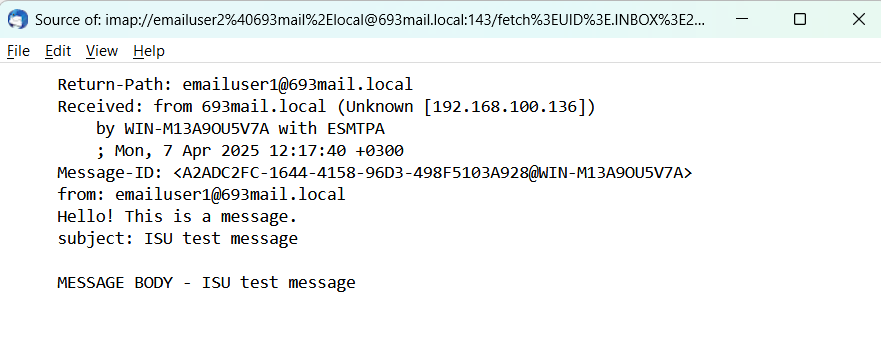 Source of: imap://emailuser2%40693mail%2Elocal@693mail.local:143/fetch%3EUID%3E.INBOX%3E2...
File Edit View Help
Return-Path: emailuser1@693mail.local
Received: from 693mail.local (Unknown [192.168.100.136])
by WIN-M13A9OU5V7A with ESMTPA
; Mon, 7 Apr 2025 12:17:40 +0300
Message-ID: <A2ADC2FC-1644-4158-96D3-498F5103A928@WIN-M13A9OU5V7A>
from: emailuser1@693mail.local
Hello! This is a message.
subject: ISU test message
MESSAGE BODY - ISU test message